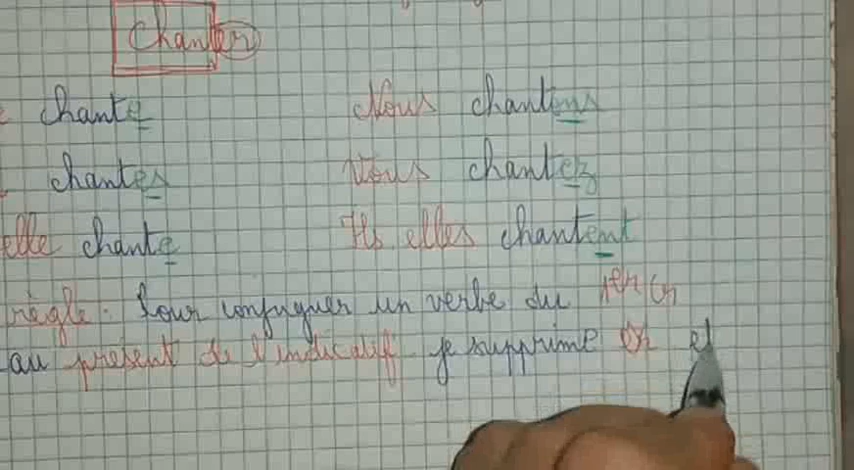 chanter
chante Nous chantons
chantes Vous chantez
elle chante Ils elles chantent
règle : Pour conjuguer un verbe du 1er
au présent de l'indicatif je supprime er et